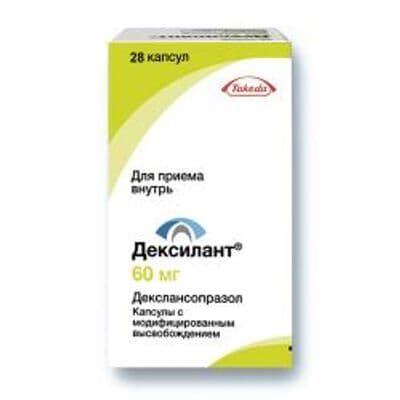 28 капсул
Takeda
Для приема
внутрь
Дексилант®
60 мг
Декслансопразол
Капсулы с
модифицированным
высвобождением